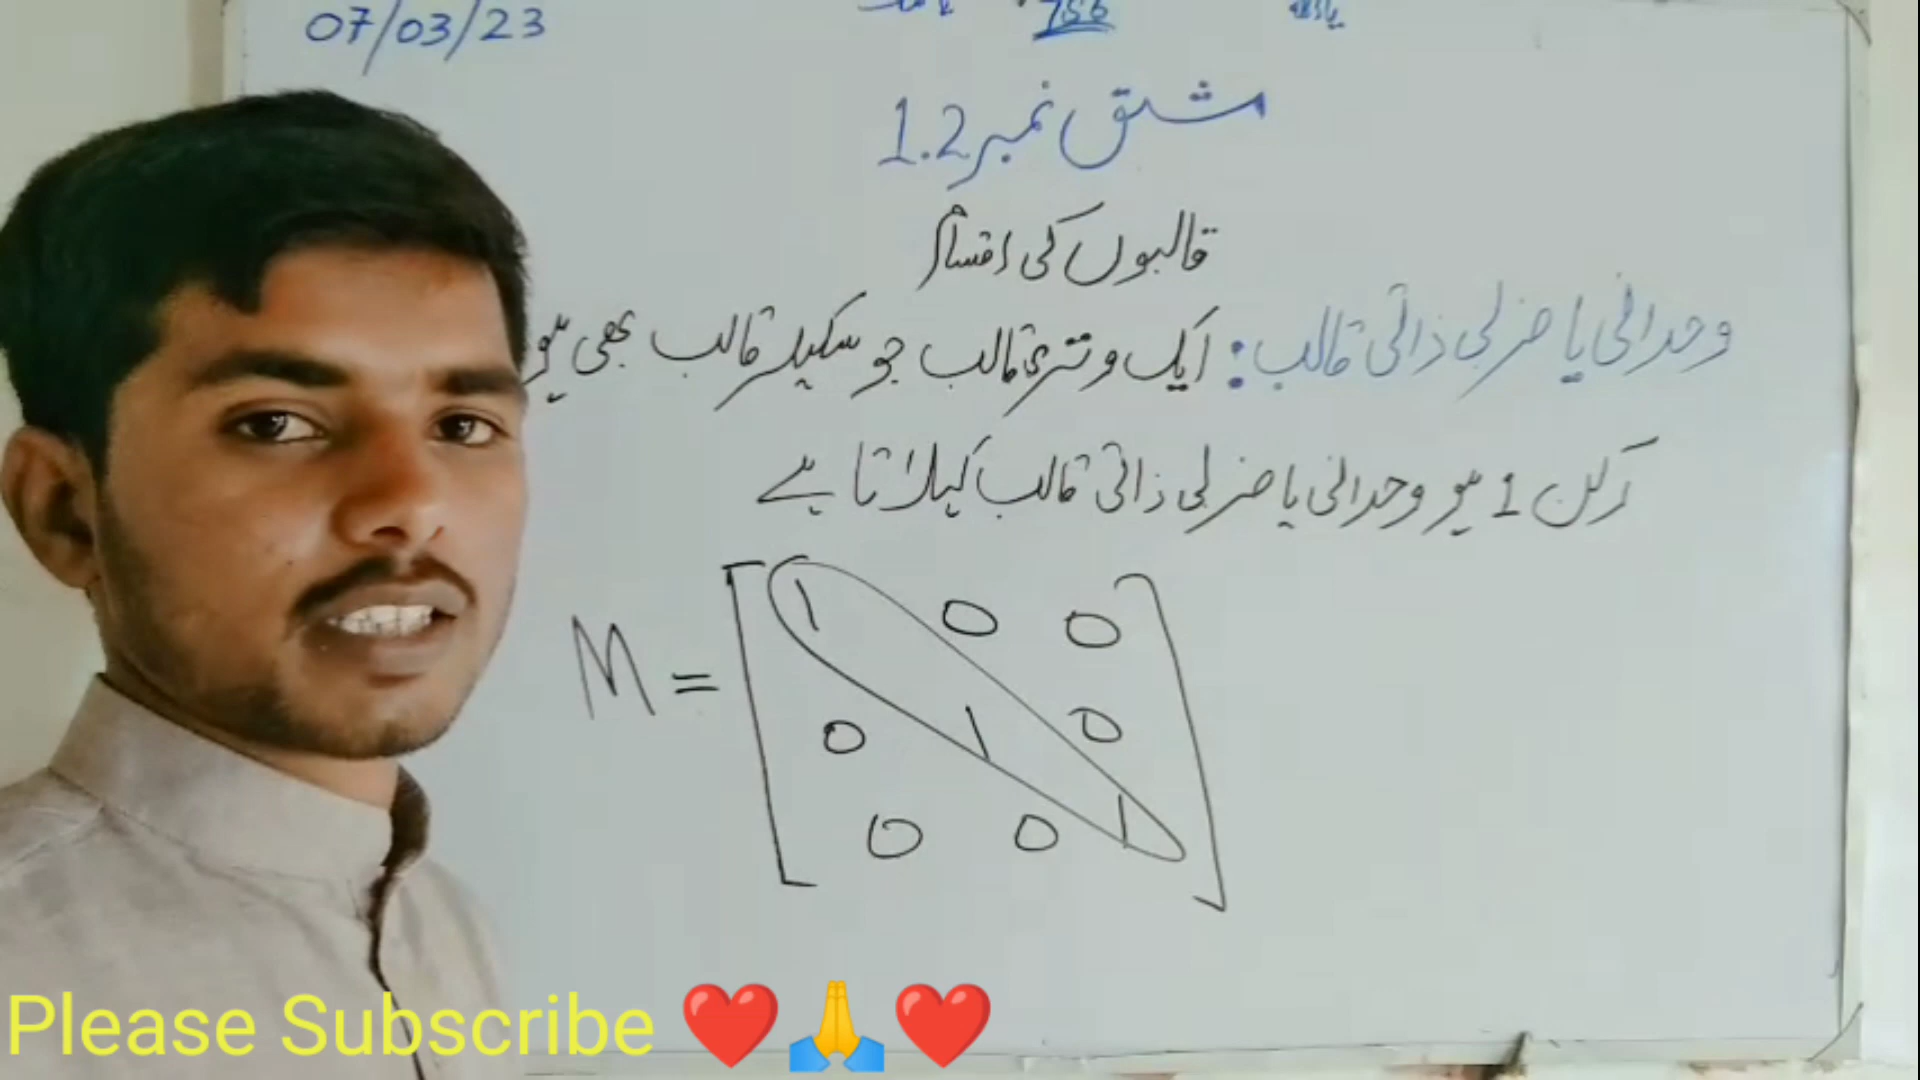 07/03/23
786
مشق نمبر 1.2
قالبوں کی اقسام
وحدانی یا ضربی ذاتی قالب: ایک وتری قالب جو سکیلر قالب بھی ہو
رکن 1 ہو وحدانی یا ضربی ذاتی قالب کہلاتا ہے
M = [ 1 0 0
0 1 0
0 0 1 ]
Please Subscribe ❤️🙏❤️